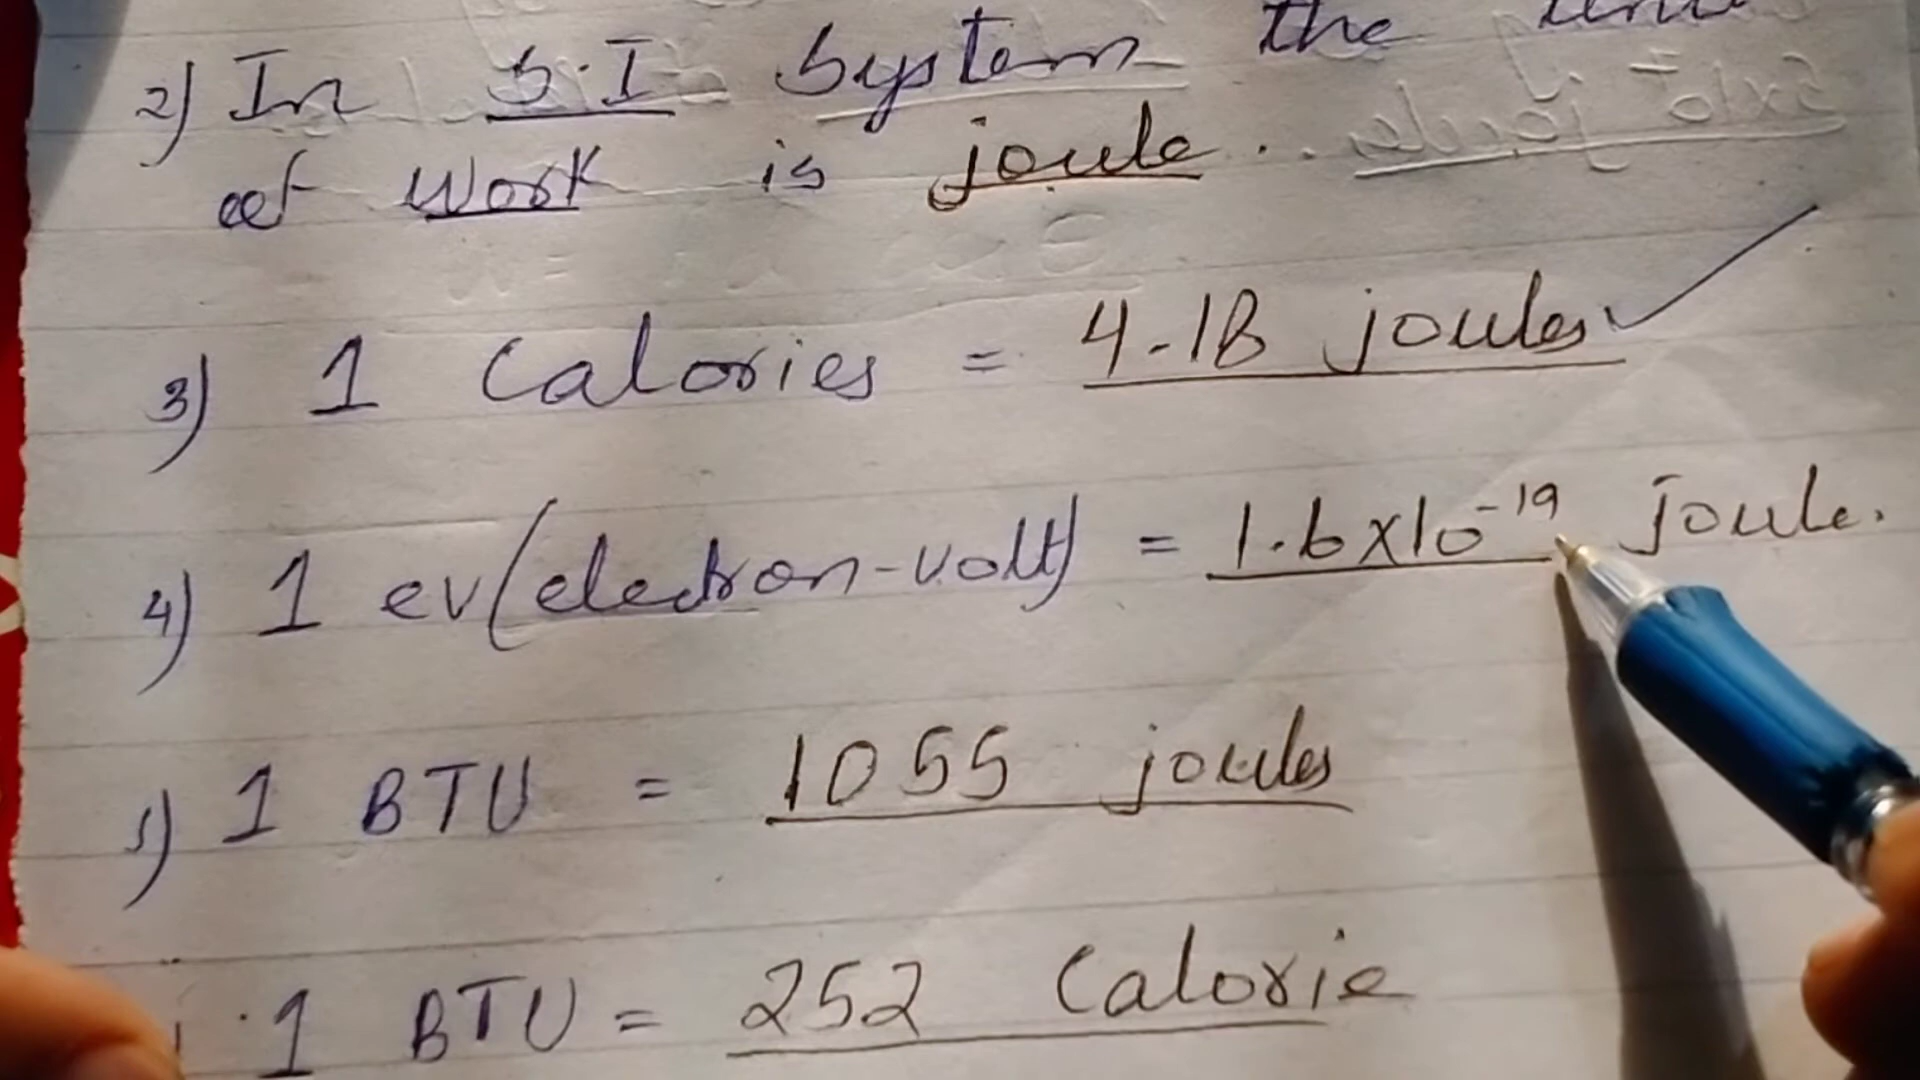 2) In S.I System the unit
of Work is joule.
3) 1 Calories = 4.18 joules
4) 1 ev(electron-volt) = 1.6x10⁻¹⁹ joule.
5) 1 BTU = 1055 joules
1 BTU = 252 Calorie